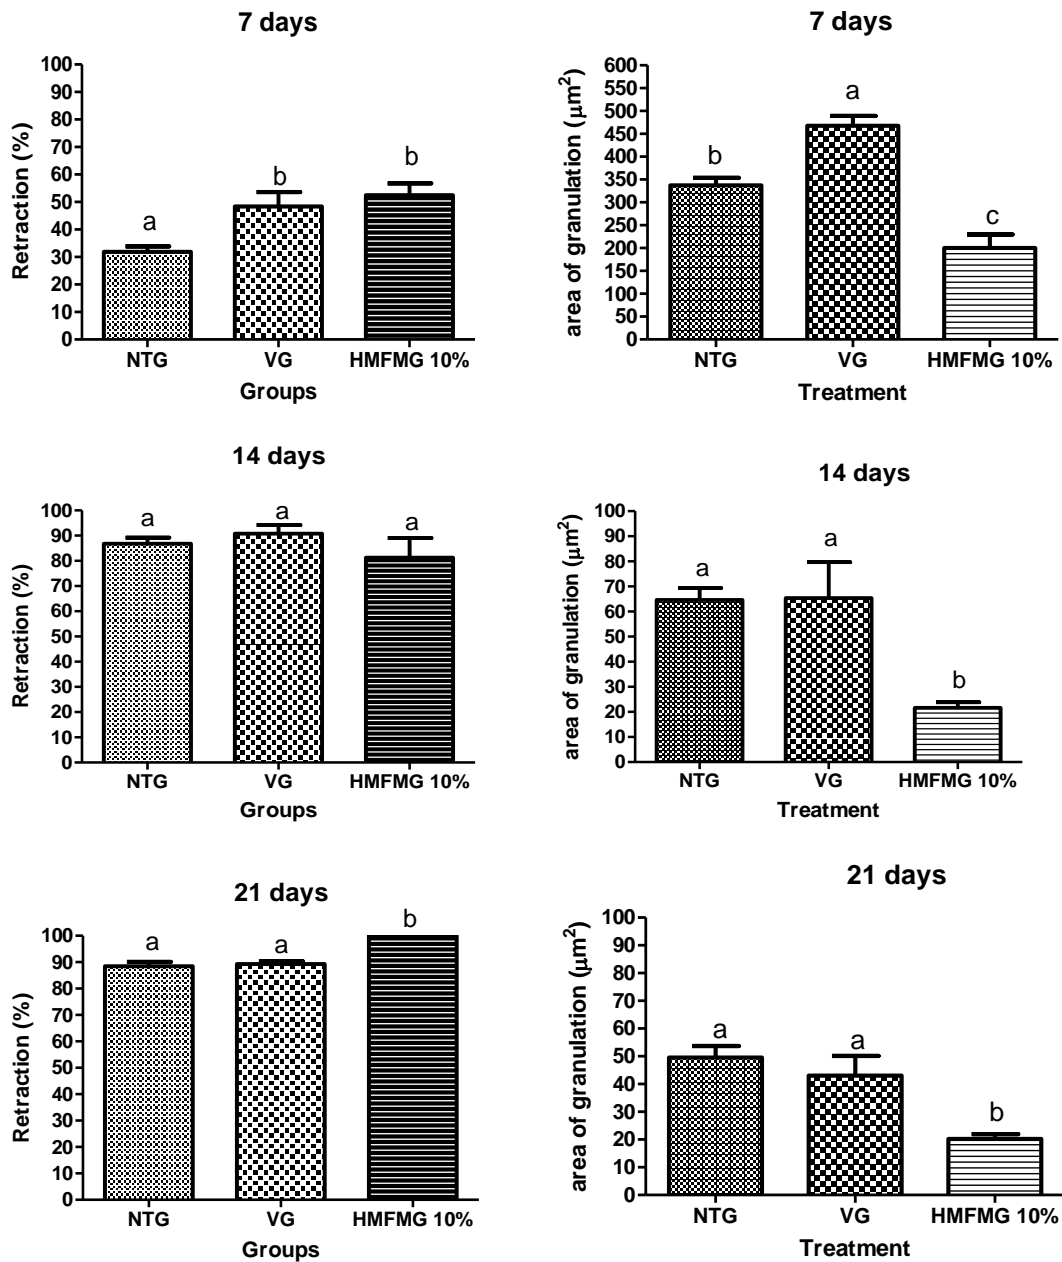 7 days
Retraction (%)
100
90
80
70
60
50
40
30
20
10
0
a
b
b
NTG
VG
HMFMG 10%
Groups
7 days
area of granulation (μm²)
600
550
500
450
400
350
300
250
200
150
100
50
0
b
a
c
NTG
VG
HMFMG 10%
Treatment
14 days
Retraction (%)
100
90
80
70
60
50
40
30
20
10
0
a
a
a
NTG
VG
HMFMG 10%
Groups
14 days
area of granulation (μm²)
100
90
80
70
60
50
40
30
20
10
0
a
a
b
NTG
VG
HMFMG 10%
Treatment
21 days
Retraction (%)
100
90
80
70
60
50
40
30
20
10
0
a
a
b
NTG
VG
HMFMG 10%
Groups
21 days
area of granulation (μm²)
100
90
80
70
60
50
40
30
20
10
0
a
a
b
NTG
VG
HMFMG 10%
Treatment